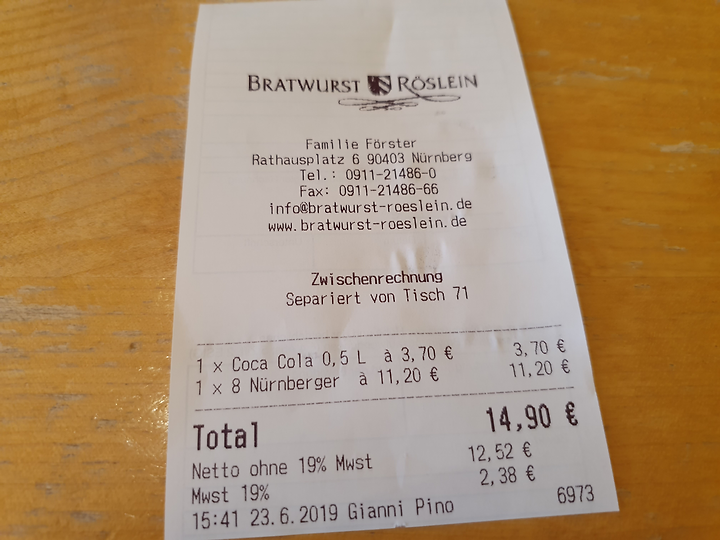 BRATWURST RÖSLEIN
Familie Förster
Rathausplatz 6 90403 Nürnberg
Tel.: 0911-21486-0
Fax: 0911-21486-66
info@bratwurst-roeslein.de
www.bratwurst-roeslein.de
Zwischenrechnung
Separiert von Tisch 71
1 x Coca Cola 0,5 L à 3,70 € 3,70 €
1 x 8 Nürnberger à 11,20 € 11,20 €
Total 14,90 €
Netto ohne 19% Mwst 12,52 €
Mwst 19% 2,38 €
15:41 23.6.2019 Gianni Pino 6973